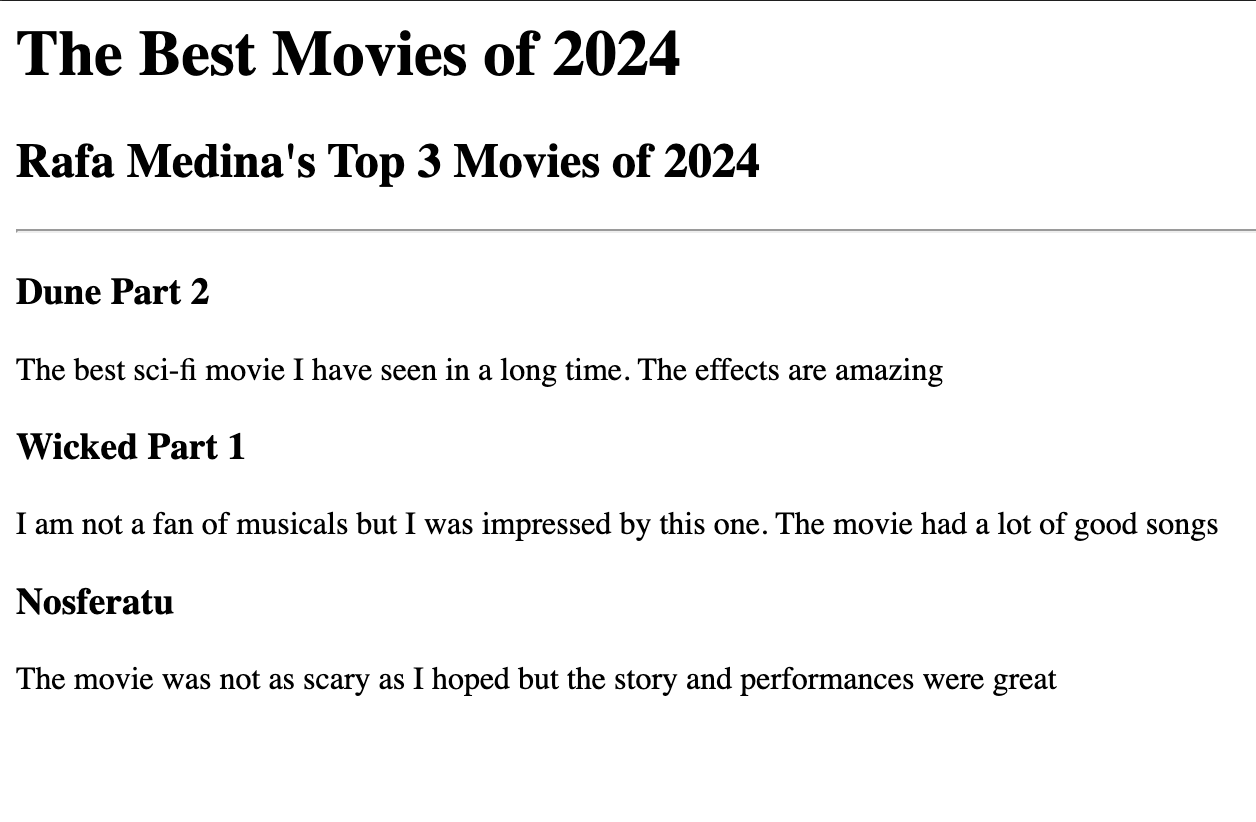 The Best Movies of 2024
Rafa Medina's Top 3 Movies of 2024
Dune Part 2
The best sci-fi movie I have seen in a long time. The effects are amazing
Wicked Part 1
I am not a fan of musicals but I was impressed by this one. The movie had a lot of good songs
Nosferatu
The movie was not as scary as I hoped but the story and performances were great